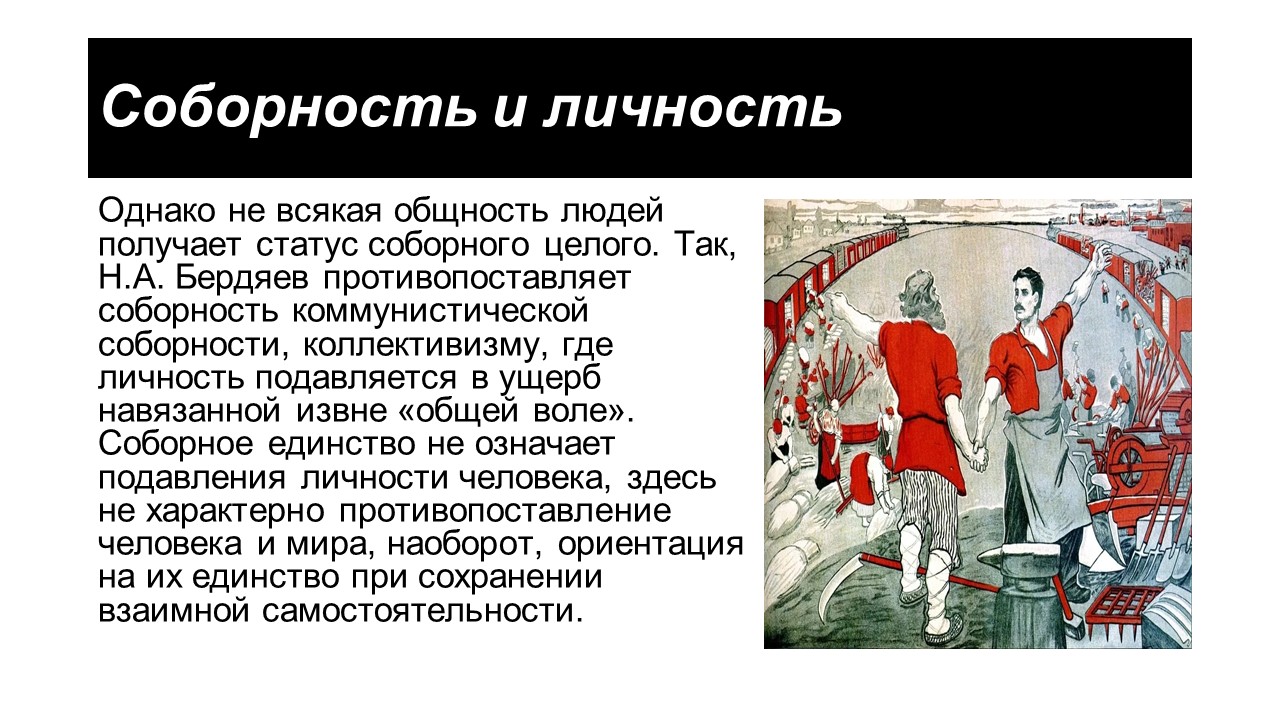 Соборность и личность
Однако не всякая общность людей
получает статус соборного целого. Так,
Н.А. Бердяев противопоставляет
соборность коммунистической
соборности, коллективизму, где
личность подавляется в ущерб
навязанной извне «общей воле».
Соборное единство не означает
подавления личности человека, здесь
не характерно противопоставление
человека и мира, наоборот, ориентация
на их единство при сохранении
взаимной самостоятельности.